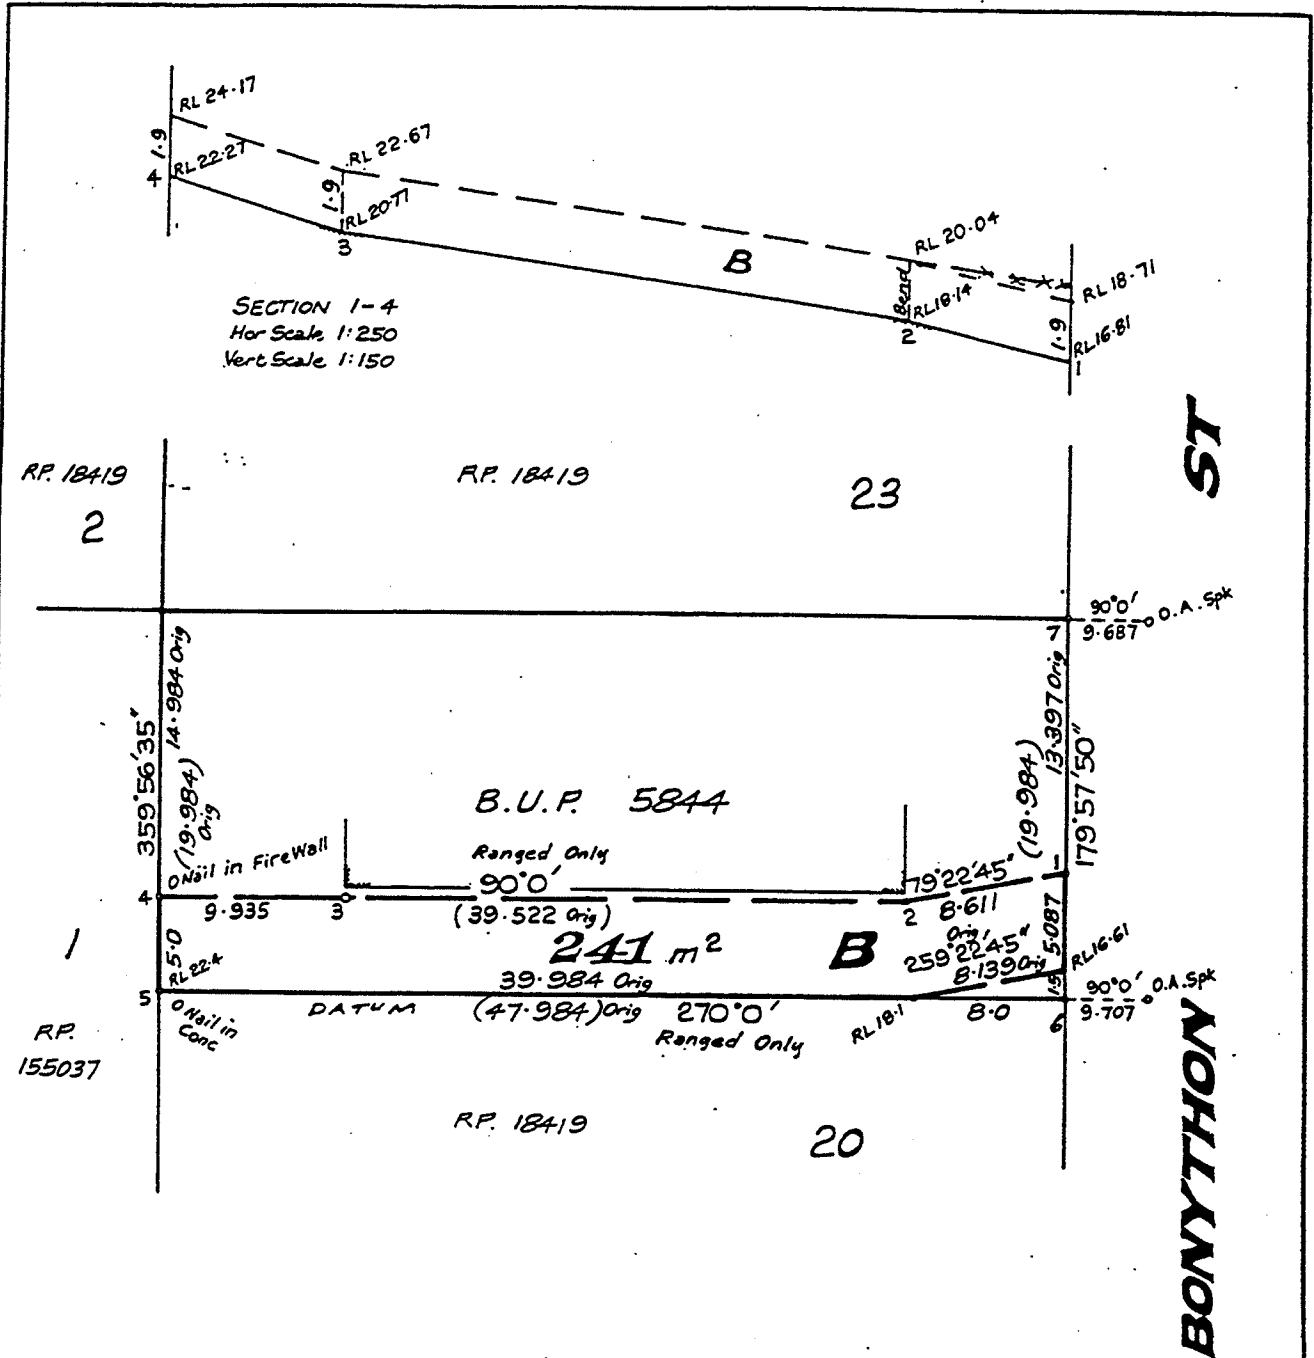 RL 24·17
1·9
RL 22·27
4
RL 22·67
1·9
RL 20·77
3
B
RL 20·04
Bend
RL 18·14
2
RL 18·71
1·9
RL 16·81
1
SECTION 1-4
Hor Scale 1:250
Vert Scale 1:150
ST
RP. 18419
2
RP. 18419
23
90°0'
7
9·687
O.A. Spk
359°56'35"
14·984 Orig
(19·984)
Orig
13·397 Orig
(19·984)
179°57'50"
B.U.P. 5844
O Nail in Fire Wall
Ranged Only
90°0'
79°22'45"
1
4
9·935
3
(39·522 Orig)
2
8·611
Orig
1
5·0
RL 22·4
241 m²
B
259°22'45"
8·139 Orig
5·087
RL 16·61
39·984 Orig
5
O Nail in
Conc
DATUM
(47·984) Orig
270°0'
Ranged Only
RL 18·1
8·0
6
90°0'
9·707
O.A. Spk
RP.
155037
RP. 18419
20
BONYTHON